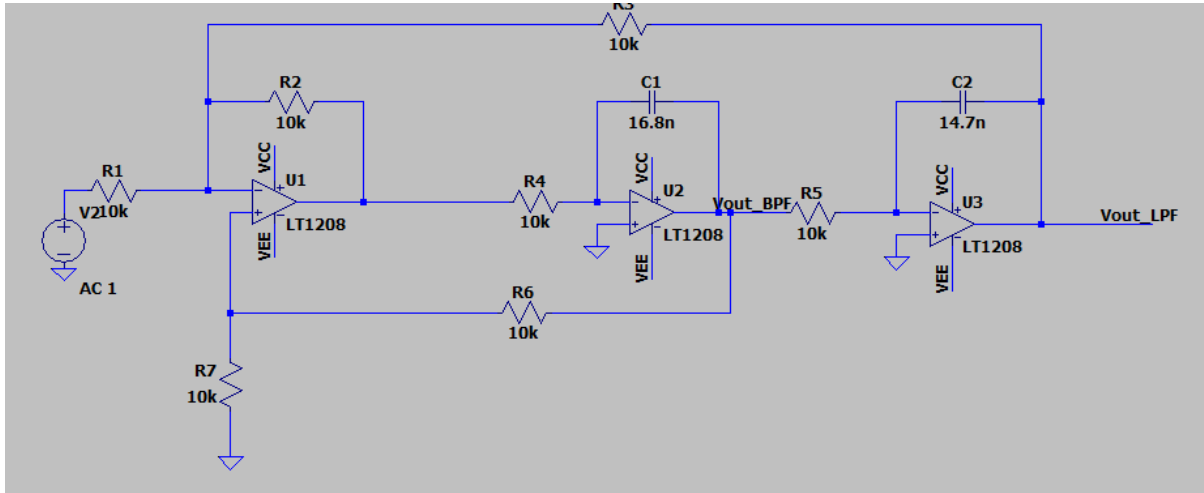 R3
10k
R2
10k
C1
16.8n
C2
14.7n
R1
10k
V2
AC 1
VCC
U1
VEE
LT1208
R4
10k
VCC
U2
VEE
LT1208
Vout_BPF
R5
10k
VCC
U3
VEE
LT1208
Vout_LPF
R6
10k
R7
10k